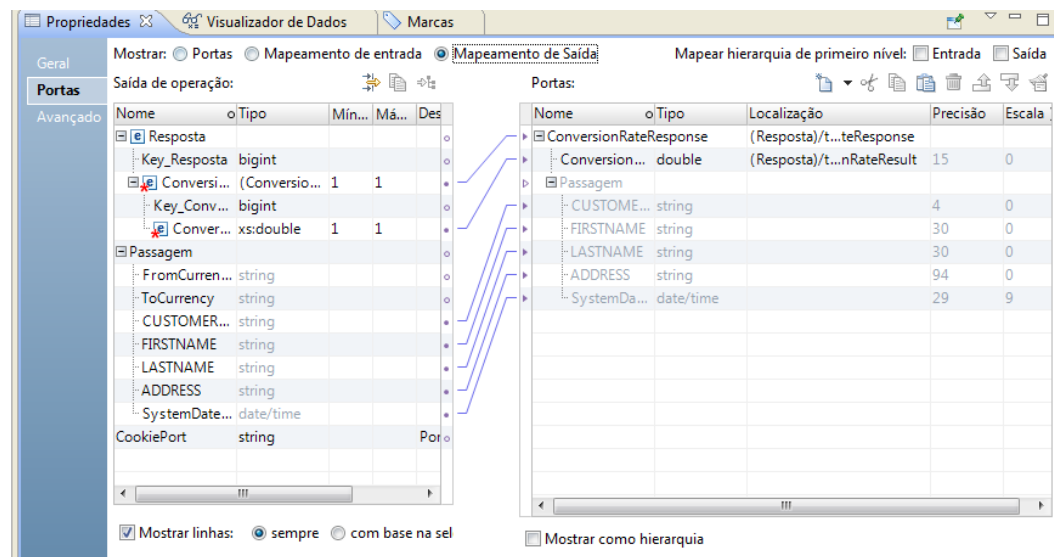 Propriedades Visualizador de Dados Marcas
Geral
Portas
Avançado
Mostrar: Portas Mapeamento de entrada Mapeamento de Saída Mapear hierarquia de primeiro nível: Entrada Saída
Saída de operação:
Nome o Tipo Mín... Má... Des
Resposta
Key_Resposta bigint
Conversi... (Conversio... 1 1
Key_Conv... bigint
Conver... xs:double 1 1
Passagem
FromCurren... string
ToCurrency string
CUSTOMER... string
FIRSTNAME string
LASTNAME string
ADDRESS string
SystemDate... date/time
CookiePort string Por
Mostrar linhas: sempre com base na sel
Portas:
Nome o Tipo Localização Precisão Escala
ConversionRateResponse (Resposta)/t...teResponse
Conversion... double (Resposta)/t...nRateResult 15 0
Passagem
CUSTOME... string 4 0
FIRSTNAME string 30 0
LASTNAME string 30 0
ADDRESS string 94 0
SystemDa... date/time 29 9
Mostrar como hierarquia